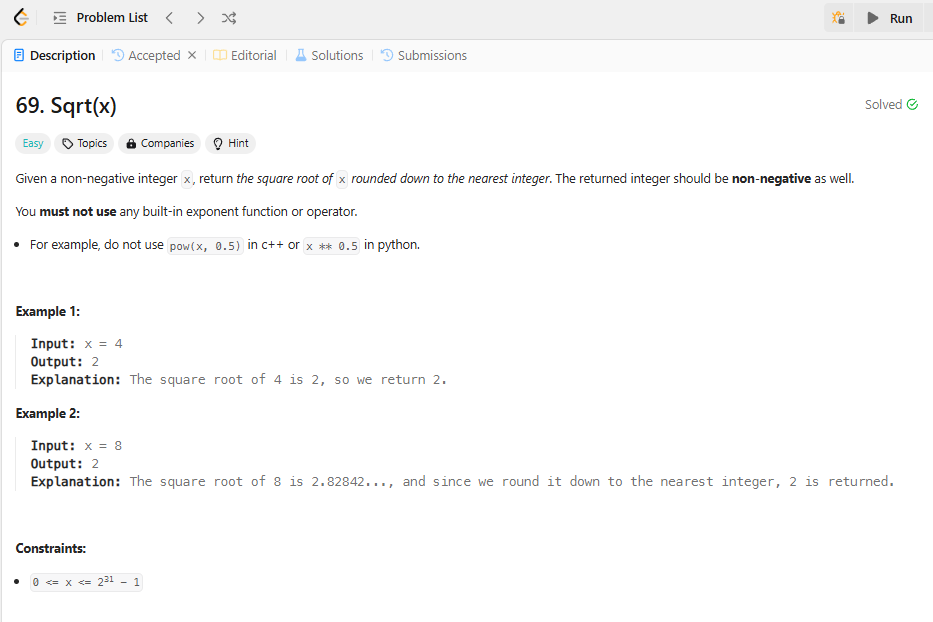 Problem List
Run
Description
Accepted
Editorial
Solutions
Submissions
69. Sqrt(x)
Solved
Easy
Topics
Companies
Hint
Given a non-negative integer x, return the square root of x rounded down to the nearest integer. The returned integer should be non-negative as well.
You must not use any built-in exponent function or operator.
• For example, do not use pow(x, 0.5) in c++ or x ** 0.5 in python.
Example 1:
Input: x = 4
Output: 2
Explanation: The square root of 4 is 2, so we return 2.
Example 2:
Input: x = 8
Output: 2
Explanation: The square root of 8 is 2.82842..., and since we round it down to the nearest integer, 2 is returned.
Constraints:
• 0 <= x <= 2³¹ - 1